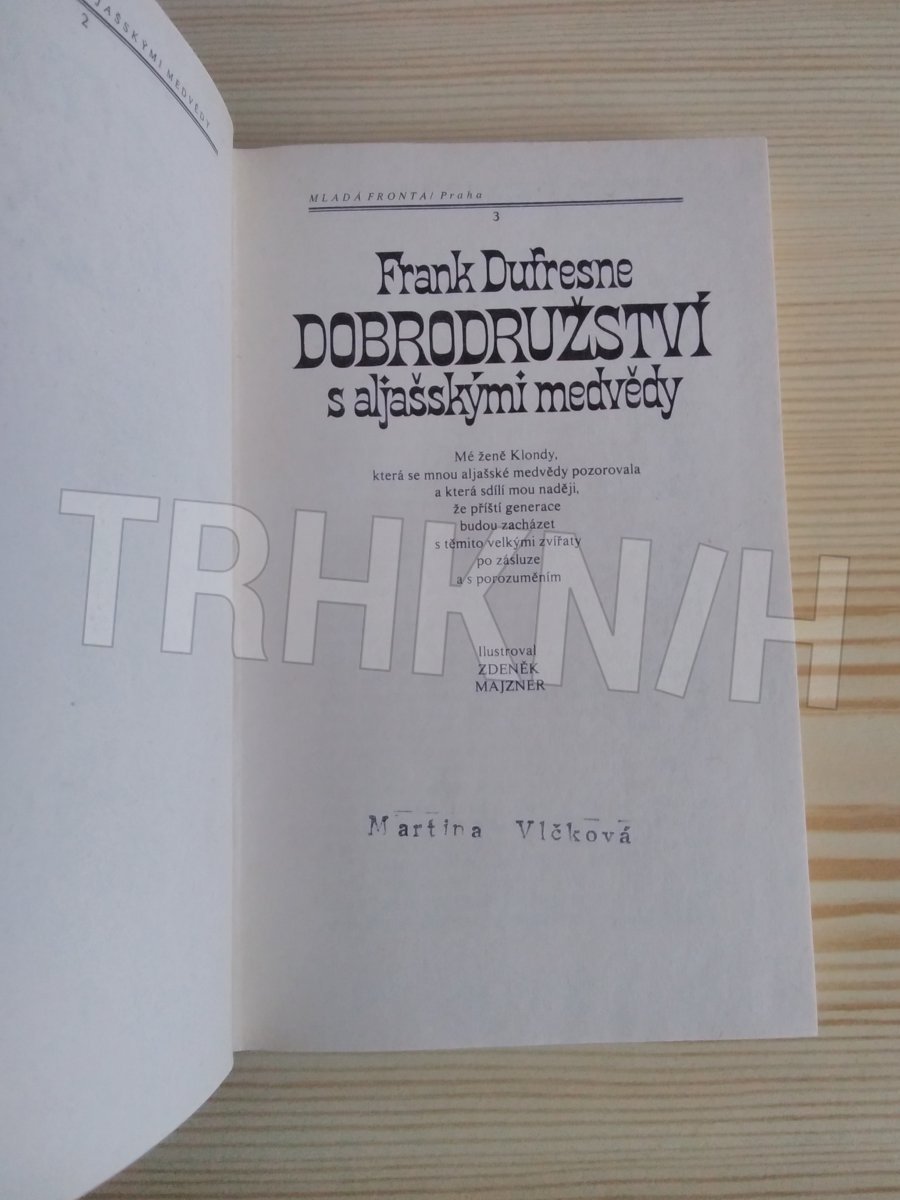 JAŠSKÝMI MEDVĚDY
2
MLADÁ FRONTA/ Praha
3
Frank Dufresne
DOBRODRUŽSTVÍ
s aljašskými medvědy
Mé ženě Klondy,
která se mnou aljašské medvědy pozorovala
a která sdílí mou naději,
že příští generace
budou zacházet
s těmito velkými zvířaty
po zásluze
a s porozuměním
Ilustroval
ZDENĚK
MAJZNER
Martina Vlčková
TRHKNIH